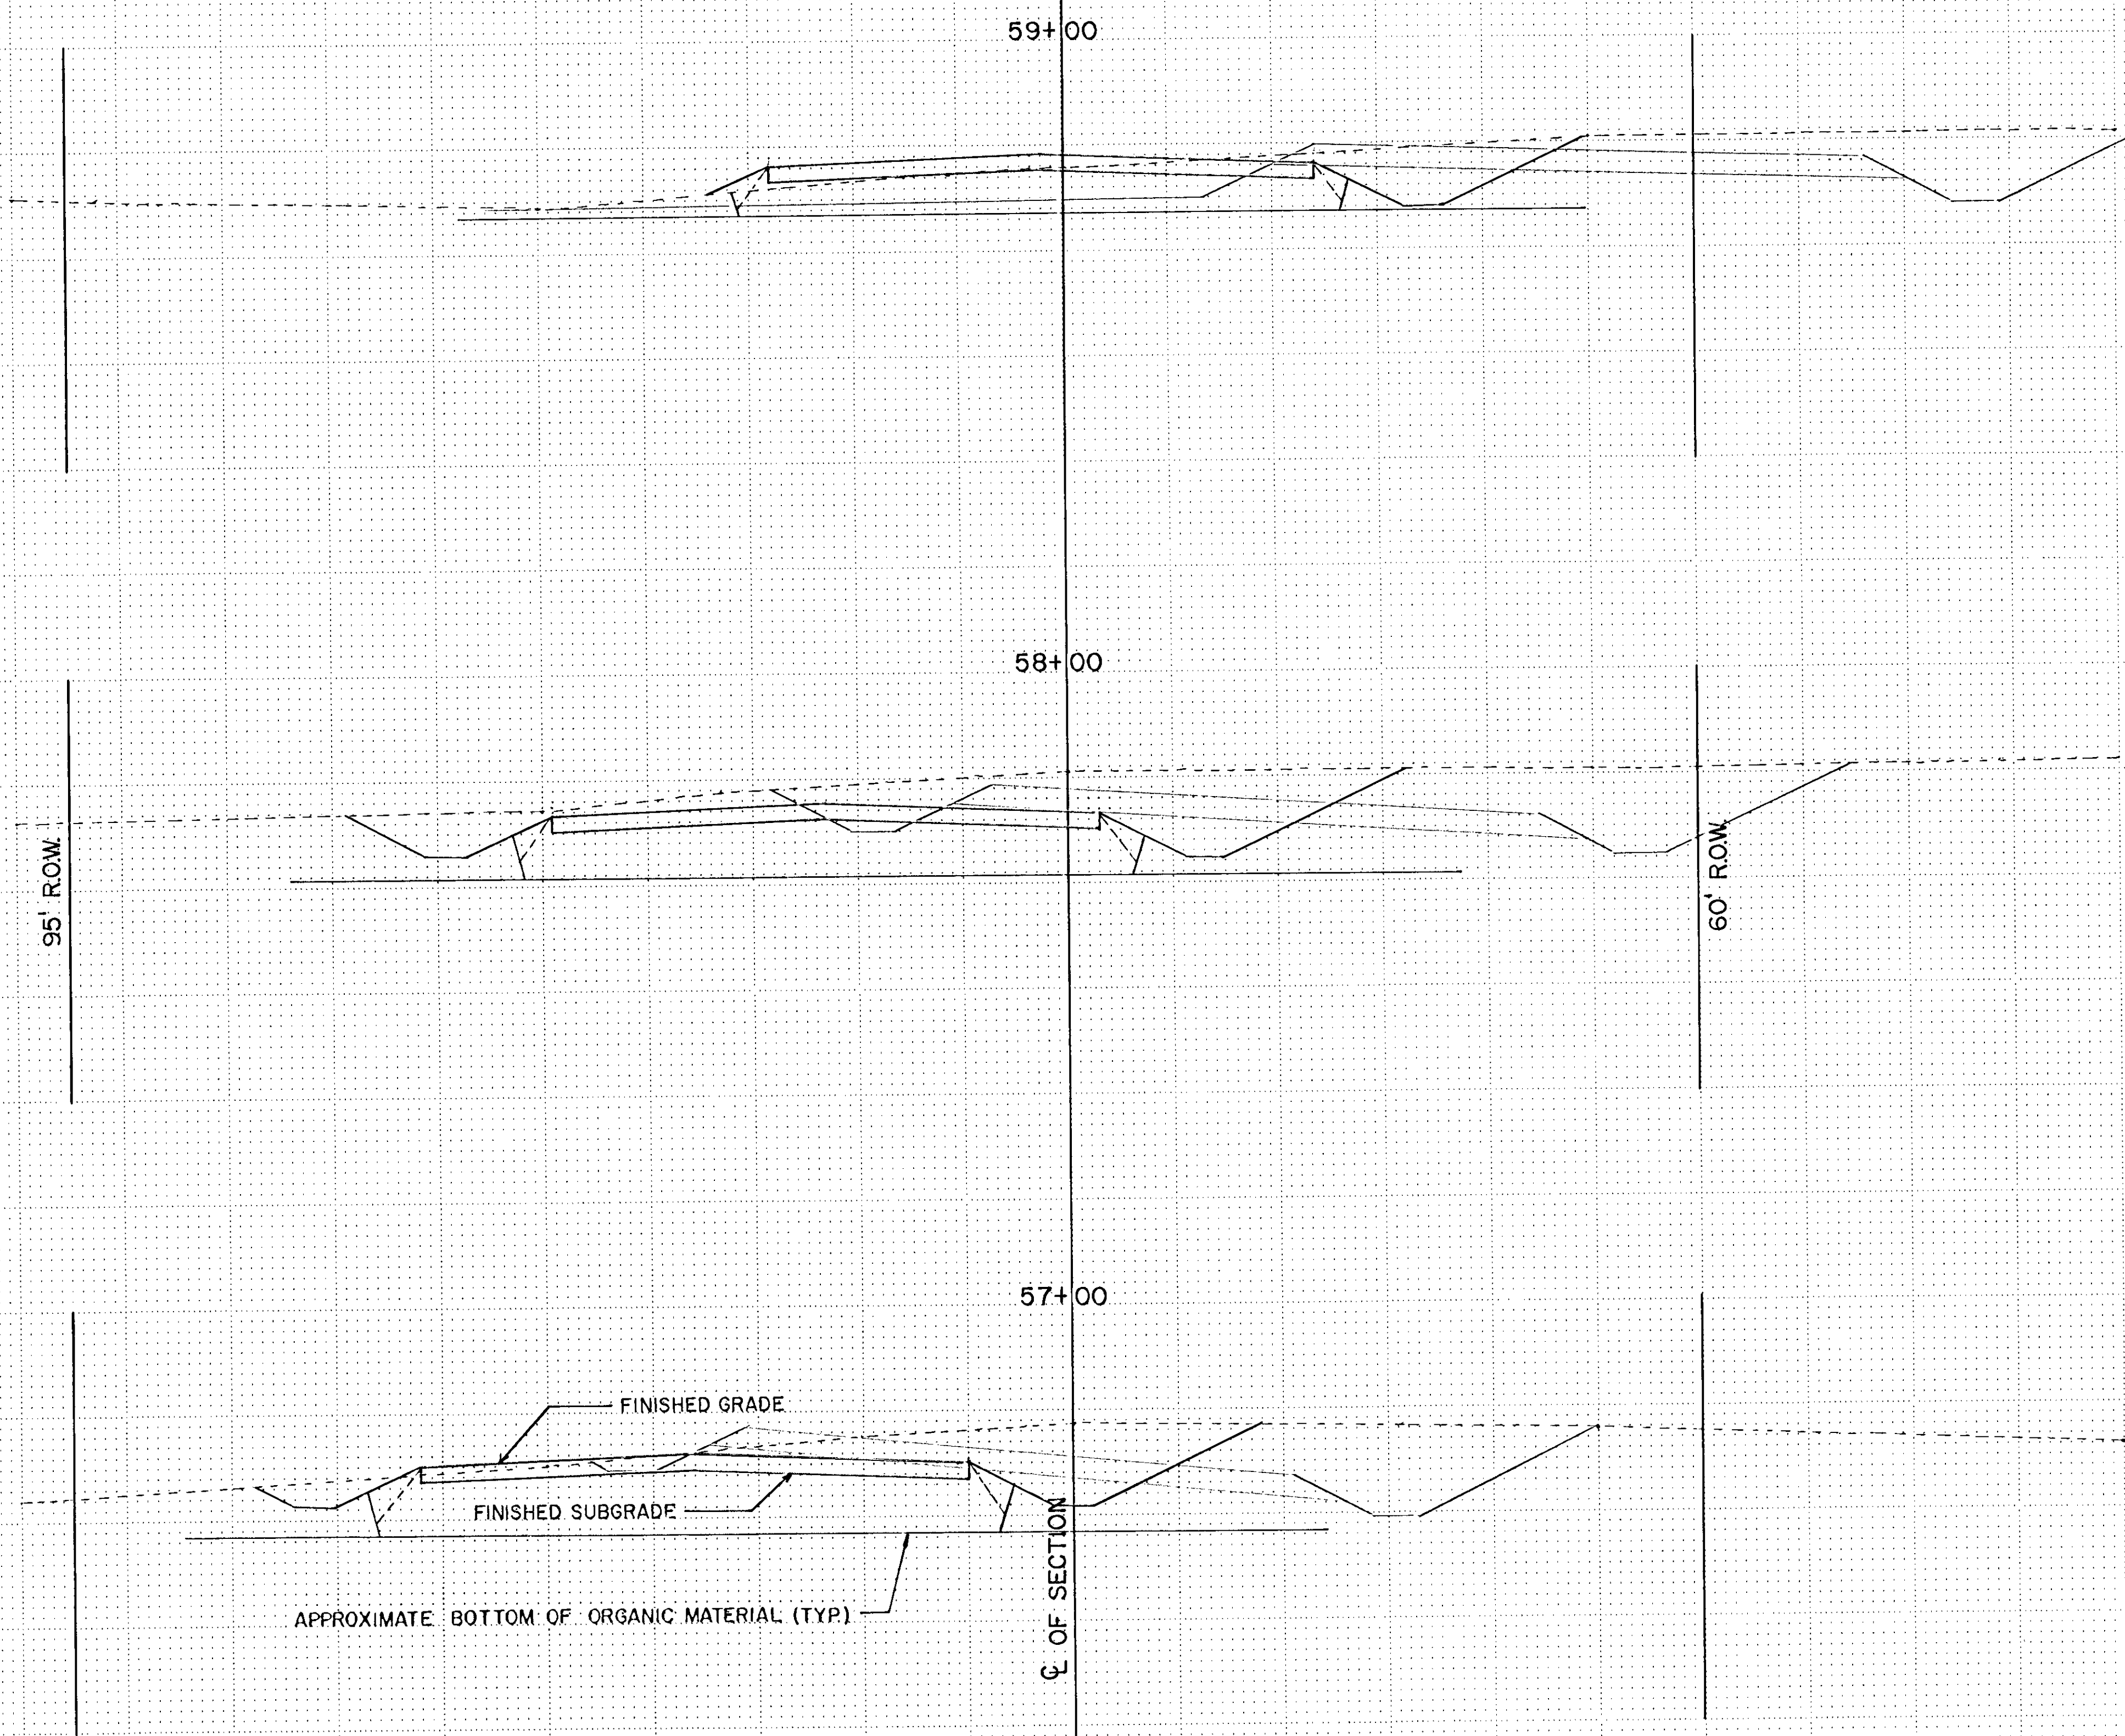 59+00
58+00
95' R.O.W.
60' R.O.W.
57+00
FINISHED GRADE
FINISHED SUBGRADE
℄ OF SECTION
APPROXIMATE BOTTOM OF ORGANIC MATERIAL (TYP.)